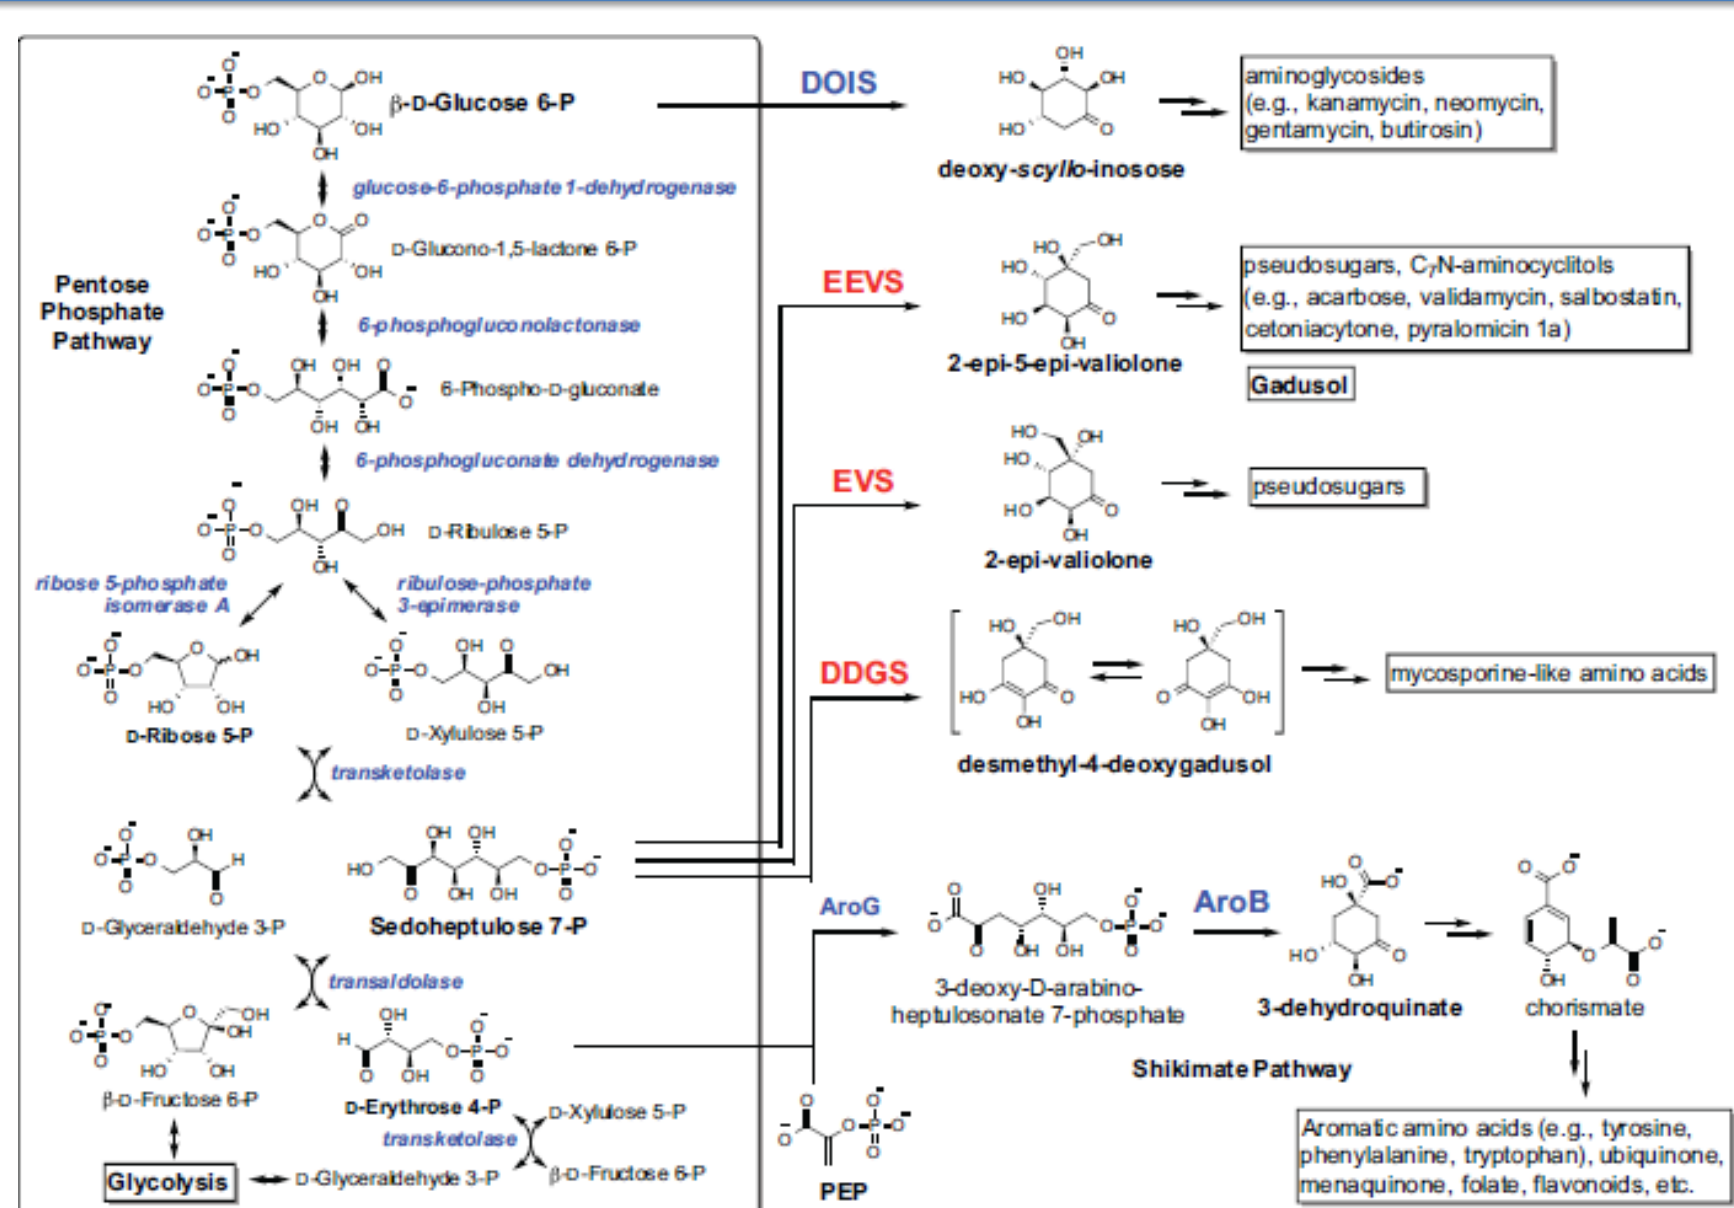 β-D-Glucose 6-P
glucose-6-phosphate 1-dehydrogenase
D-Glucono-1,5-lactone 6-P
Pentose
Phosphate
Pathway
6-phosphogluconolactonase
6-Phospho-D-gluconate
6-phosphogluconate dehydrogenase
D-Ribulose 5-P
ribose 5-phosphate
isomerase A
ribulose-phosphate
3-epimerase
D-Ribose 5-P
D-Xylulose 5-P
transketolase
D-Glyceraldehyde 3-P
Sedoheptulose 7-P
transaldolase
β-D-Fructose 6-P
D-Erythrose 4-P
transketolase
D-Xylulose 5-P
β-D-Fructose 6-P
Glycolysis
D-Glyceraldehyde 3-P
DOIS
deoxy-scyllo-inosose
aminoglycosides
(e.g., kanamycin, neomycin,
gentamycin, butirosin)
EEVS
2-epi-5-epi-valiolone
pseudosugars, C₇N-aminocyclitols
(e.g., acarbose, validamycin, salbostatin,
cetoniacytone, pyralomicin 1a)
Gadusol
EVS
2-epi-valiolone
pseudosugars
DDGS
desmethyl-4-deoxygadusol
mycosporine-like amino acids
AroG
3-deoxy-D-arabino-
heptulosonate 7-phosphate
AroB
3-dehydroquinate
chorismate
Shikimate Pathway
PEP
Aromatic amino acids (e.g., tyrosine,
phenylalanine, tryptophan), ubiquinone,
menaquinone, folate, flavonoids, etc.